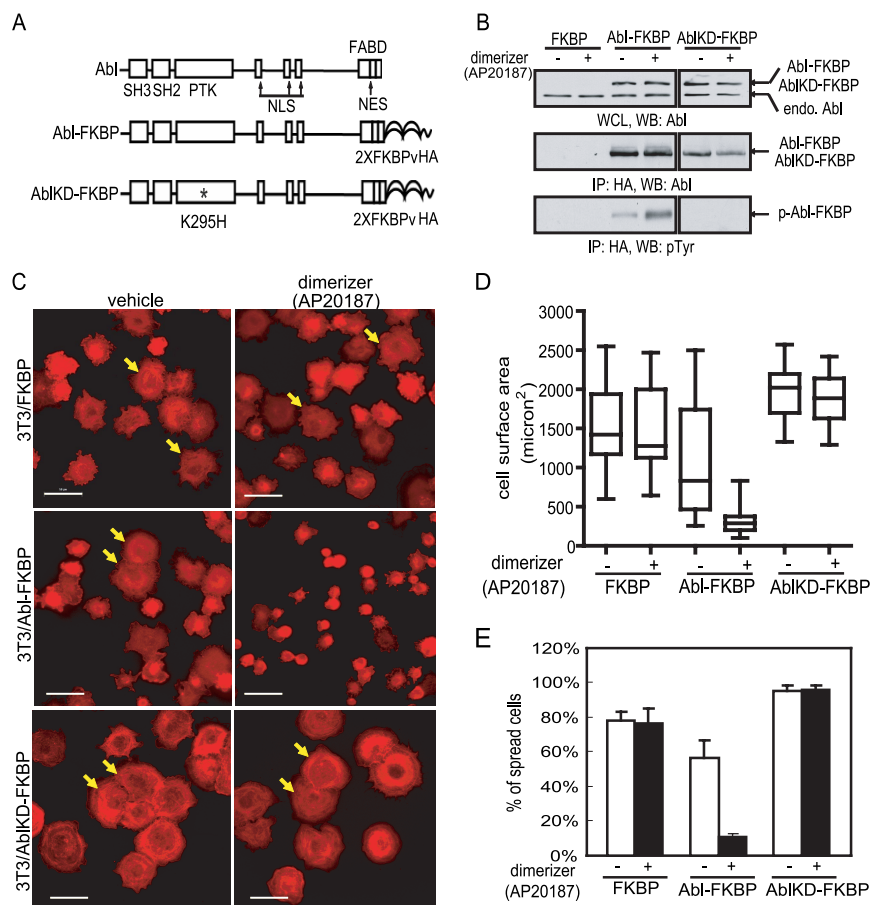 A
Abl
FABD
SH3 SH2 PTK
NLS
NES
Abl-FKBP
2XFKBPvHA
AblKD-FKBP
*
K295H
2XFKBPvHA
B
FKBP Abl-FKBP AblKD-FKBP
dimerizer
(AP20187)
- + - + - +
Abl-FKBP
AblKD-FKBP
endo. Abl
WCL, WB: Abl
Abl-FKBP
AblKD-FKBP
IP: HA, WB: Abl
p-Abl-FKBP
IP: HA, WB: pTyr
C
vehicle
dimerizer
(AP20187)
3T3/FKBP
3T3/Abl-FKBP
3T3/AblKD-FKBP
D
cell surface area
(micron2)
3000
2500
2000
1500
1000
500
0
dimerizer
(AP20187)
- + - + - +
FKBP Abl-FKBP AblKD-FKBP
E
% of spread cells
120%
100%
80%
60%
40%
20%
0%
dimerizer
(AP20187)
- + - + - +
FKBP Abl-FKBP AblKD-FKBP